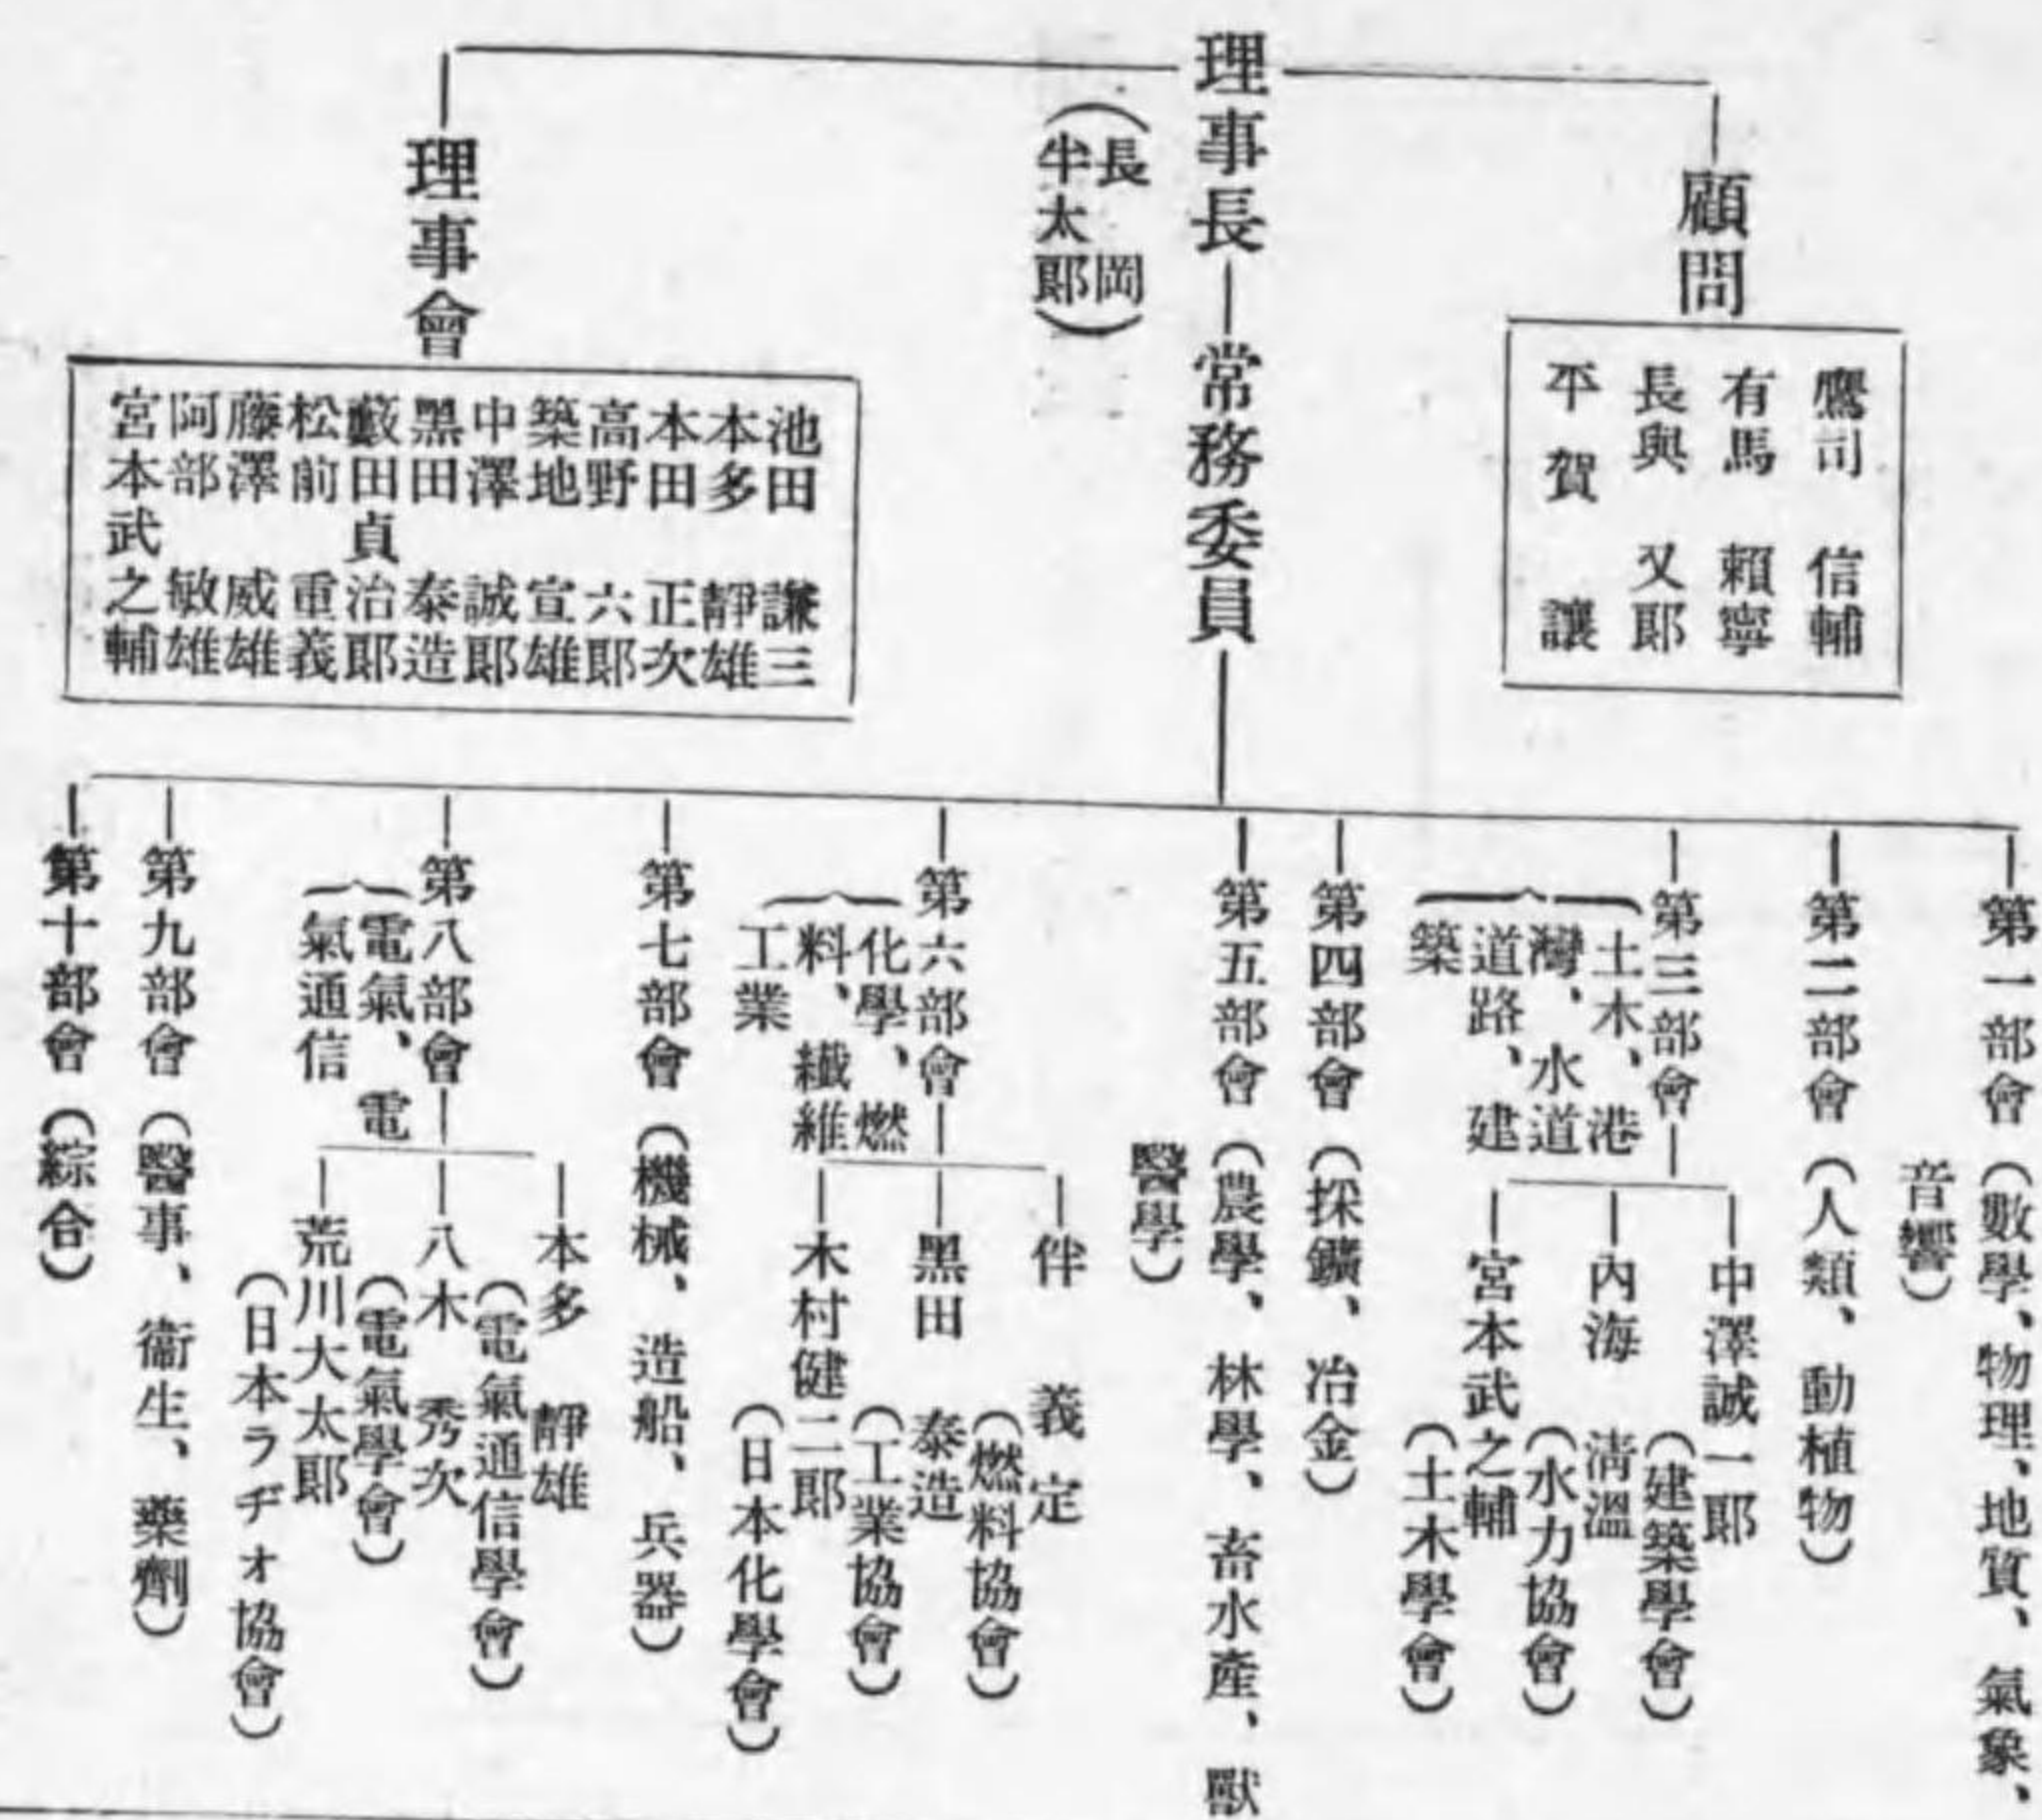 理事長
(長岡
半太郎)
顧問
鷹司 信輔
有馬 賴寧
長與 又郎
平賀 讓
理事會
池田 謙三
本多 靜雄
本田 正次
高野 六郎
築地 宣雄
中澤 誠郎
黑田 泰造
藪田貞治郎
松前 重義
藤澤 威雄
阿部 敏雄
宮本武之輔
常務委員
第一部會(數學、物理、地質、氣象、
音響)
第二部會(人類、動植物)
第三部會
土木、港
灣、水道
道路、建
築
中澤誠一郎
(建築學會)
內海 清溫
(水力協會)
宮本武之輔
(土木學會)
第四部會(採鑛、冶金)
第五部會(農學、林學、畜水產、獸
醫學)
第六部會
化學、燃
料、纖維
工業
伴 義定
(燃料協會)
黑田 泰造
(工業協會)
木村健二郎
(日本化學會)
第七部會(機械、造船、兵器)
第八部會
電氣、電
氣通信
本多 靜雄
(電氣通信學會)
八木 秀次
(電氣學會)
荒川大太郎
(日本ラヂオ協會)
第九部會(醫事、衞生、藥劑)
第十部會(綜合)